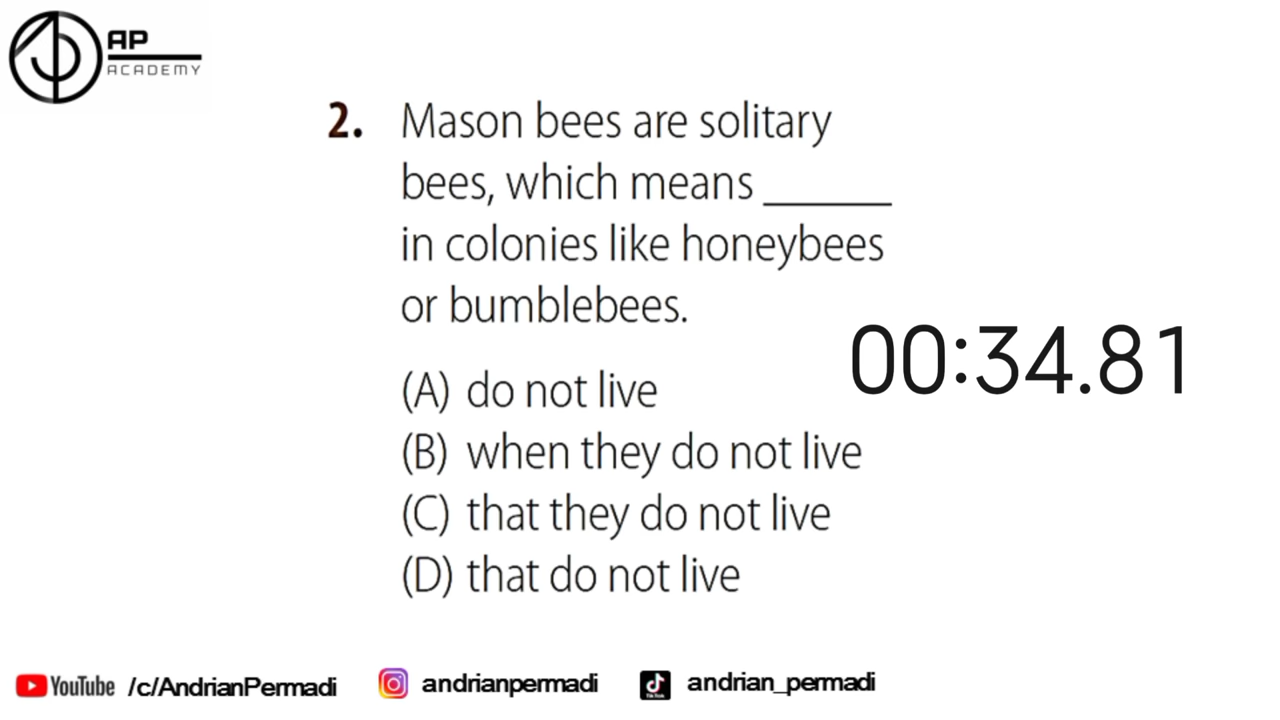 AP
ACADEMY
2. Mason bees are solitary
bees, which means ______
in colonies like honeybees
or bumblebees.
00:34.81
(A) do not live
(B) when they do not live
(C) that they do not live
(D) that do not live
YouTube /c/AndrianPermadi andrianpermadi TikTok andrian_permadi